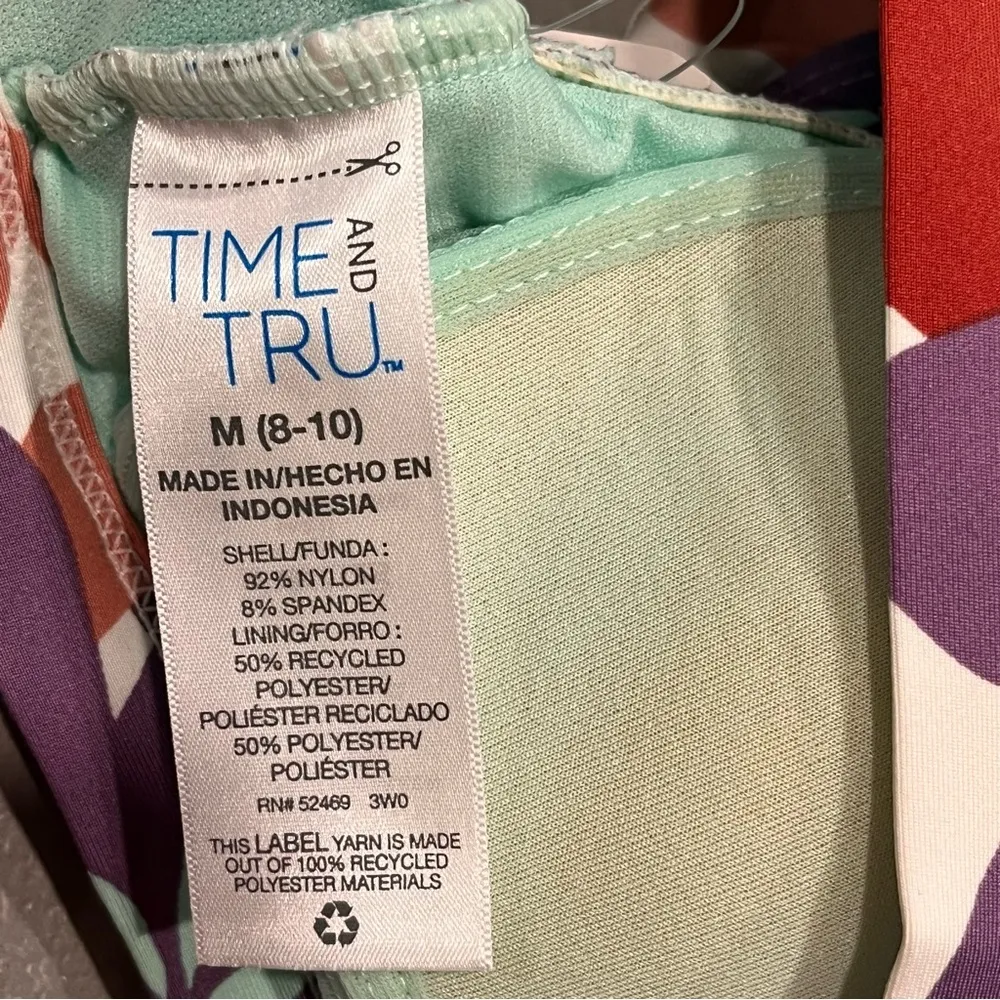 TIME AND
TRU™
M (8-10)
MADE IN/HECHO EN
INDONESIA
SHELL/FUNDA :
92% NYLON
8% SPANDEX
LINING/FORRO :
50% RECYCLED
POLYESTER/
POLIÉSTER RECICLADO
50% POLYESTER/
POLIÉSTER
RN# 52469 3W0
THIS LABEL YARN IS MADE
OUT OF 100% RECYCLED
POLYESTER MATERIALS